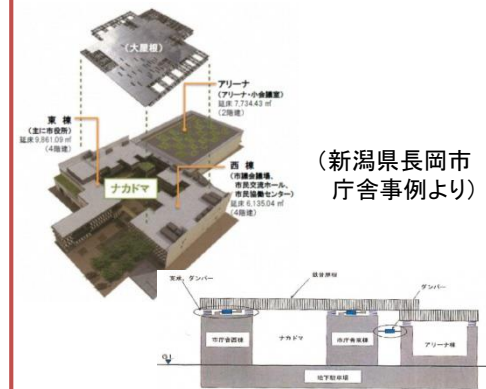 (大屋根)
アリーナ
(アリーナ・小会議室)
延床 7,734.43 ㎡
(2階建)
東 棟
(主に市役所)
延床 9,861.09 ㎡
(4階建)
ナカドマ
西 棟
(市議会議場、
市民交流ホール、
市民協働センター)
延床 6,135.04 ㎡
(4階建)
(新潟県長岡市
庁舎事例より)
支承、ダンパー
鉄骨屋根
ダンパー
市庁舎西棟
ナカドマ
市庁舎東棟
アリーナ棟
G.L
地下駐車場